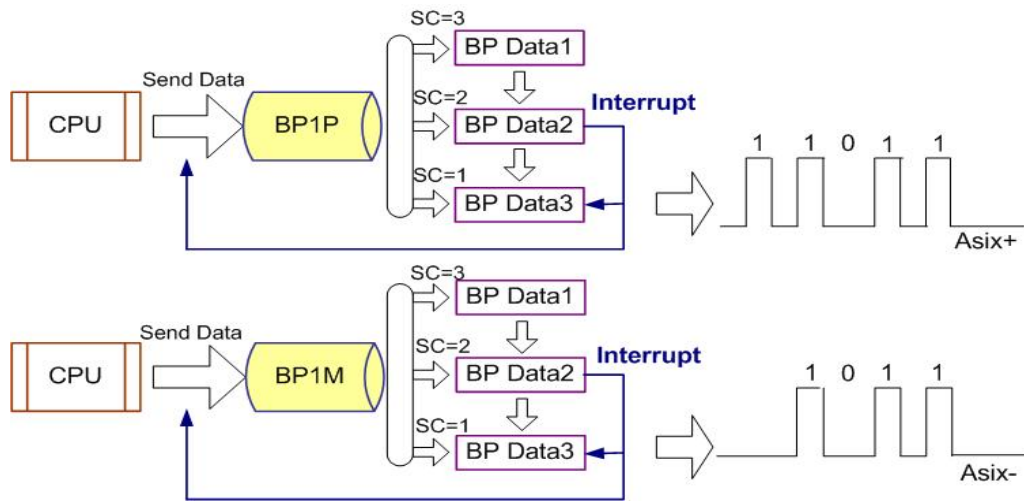 SC=3
BP Data1
Send Data
CPU
BP1P
SC=2
BP Data2
Interrupt
SC=1
BP Data3
1 1 0 1 1
Asix+
SC=3
BP Data1
Send Data
CPU
BP1M
SC=2
BP Data2
Interrupt
SC=1
BP Data3
1 0 1 1
Asix-